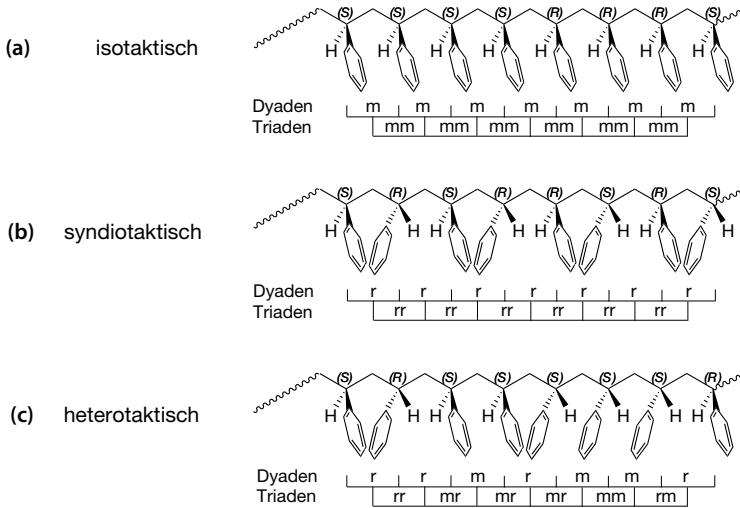 (S) (S) (S) (S) (R) (R) (R) (S)
(a) isotaktisch
H H H H H H H H
Dyaden m m m m m m m
Triaden mm mm mm mm mm mm
(S) (R) (S) (R) (R) (S) (R) (S)
(b) syndiotaktisch
H H H H H H H H
Dyaden r r r r r r r
Triaden rr rr rr rr rr rr
(S) (R) (S) (S) (S) (S) (S) (R)
(c) heterotaktisch
H H H H H H H H
Dyaden r r m r m m r
Triaden rr mr mr mr mm rm